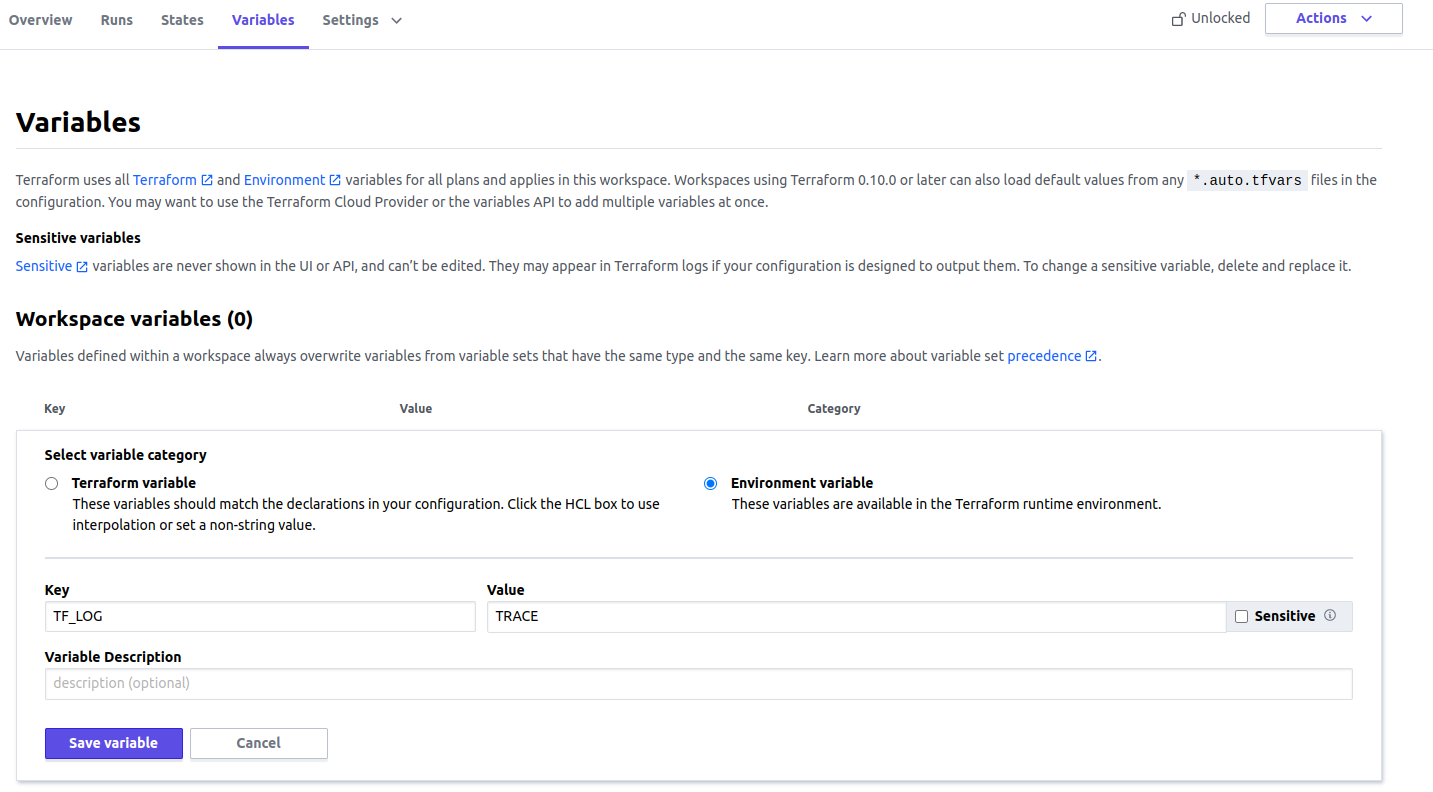 Overview Runs States Variables Settings Unlocked Actions
Variables
Terraform uses all Terraform and Environment variables for all plans and applies in this workspace. Workspaces using Terraform 0.10.0 or later can also load default values from any *.auto.tfvars files in the
configuration. You may want to use the Terraform Cloud Provider or the variables API to add multiple variables at once.
Sensitive variables
Sensitive variables are never shown in the UI or API, and can’t be edited. They may appear in Terraform logs if your configuration is designed to output them. To change a sensitive variable, delete and replace it.
Workspace variables (0)
Variables defined within a workspace always overwrite variables from variable sets that have the same type and the same key. Learn more about variable set precedence.
Key Value Category
Select variable category
Terraform variable
These variables should match the declarations in your configuration. Click the HCL box to use
interpolation or set a non-string value.
Environment variable
These variables are available in the Terraform runtime environment.
Key Value
TF_LOG TRACE Sensitive
Variable Description
description (optional)
Save variable Cancel